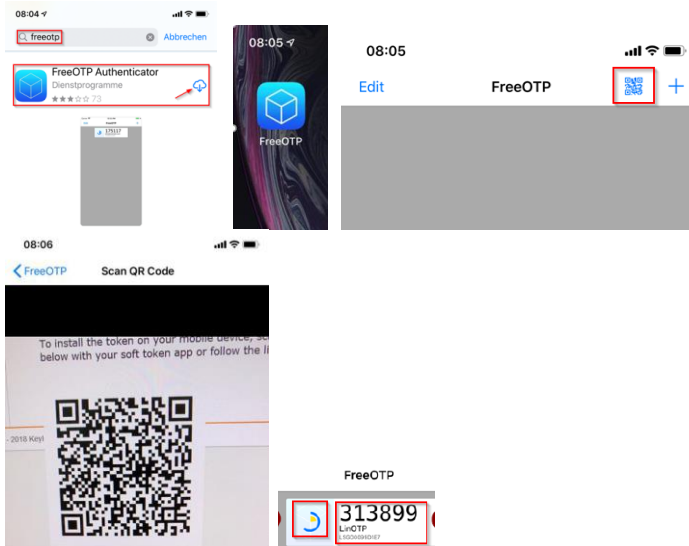 08:04
freeotp
Abbrechen
FreeOTP Authenticator
Dienstprogramme
73
08:05
FreeOTP
08:05
Edit
FreeOTP
08:06
FreeOTP
Scan QR Code
To install the token on your mobile device,
below with your soft token app or follow the
- 2018
FreeOTP
313899
LinOTP